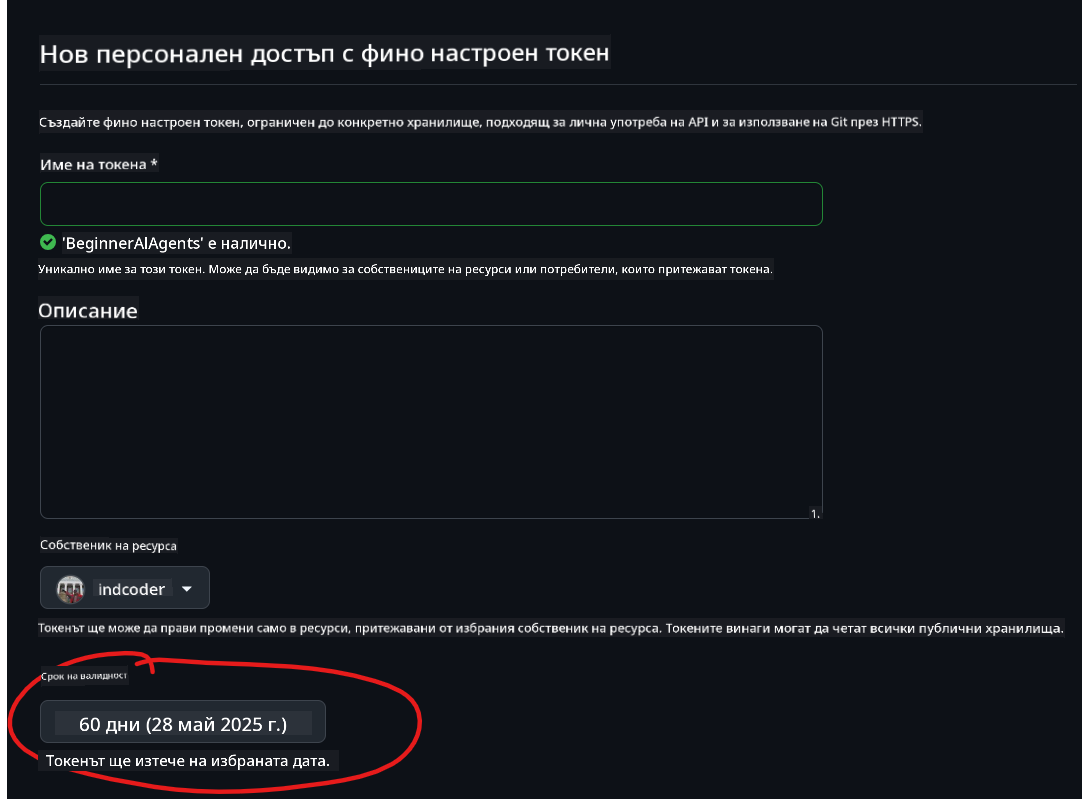 Нов персонален достъп с фино настроен токен
Създайте фино настроен токен, ограничен до конкретно хранилище, подходящ за лична употреба на API и за използване на Git през HTTPS.
Име на токена *
'BeginnerAIAgents' е налично.
Уникално име за този токен. Може да бъде видимо за собствениците на ресурси или потребители, които притежават токена.
Описание
1.
Собственик на ресурса
indcoder
Токенът ще може да прави промени само в ресурси, притежавани от избрания собственик на ресурса. Токените винаги могат да четат всички публични хранилища.
Срок на валидност
60 дни (28 май 2025 г.)
Токенът ще изтече на избраната дата.